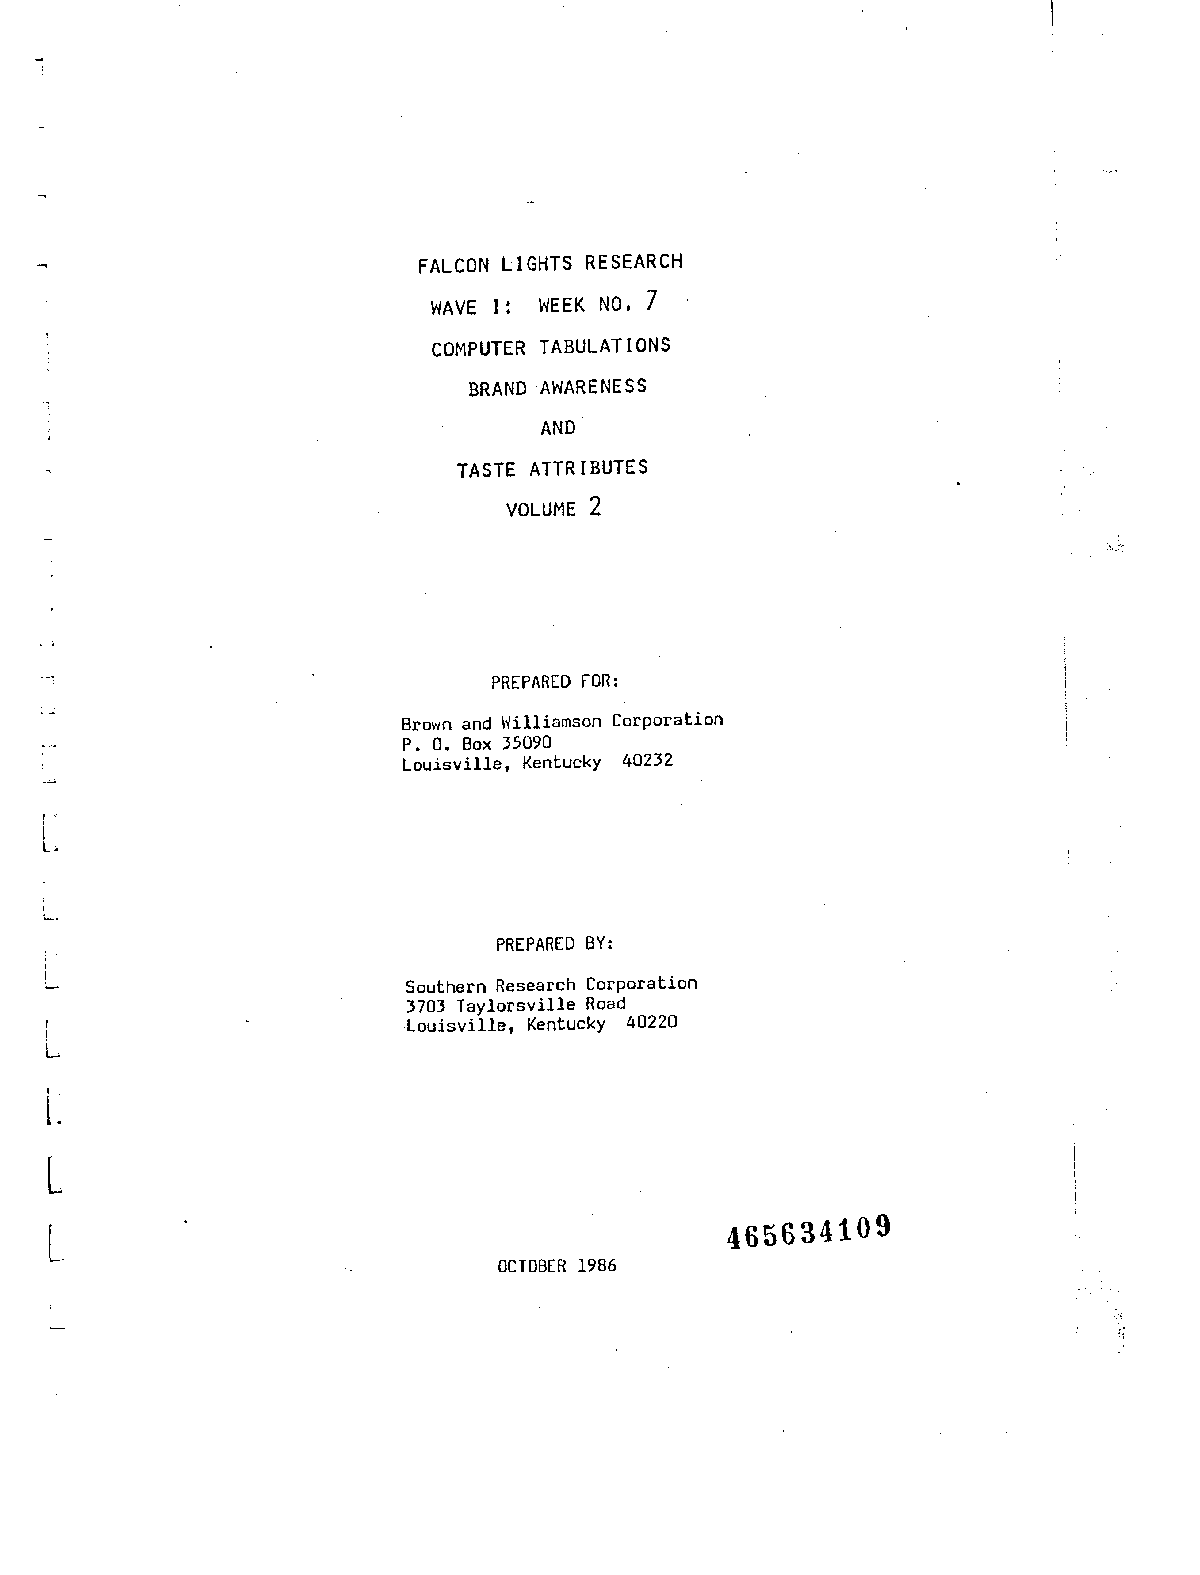 FALCON LIGHTS RESEARCH
WAVE 1: WEEK NO. 7
COMPUTER TABULATIONS
BRAND AWARENESS
AND
TASTE ATTRIBUTES
VOLUME 2
PREPARED FOR:
Brown and Williamson Corporation
P. O. Box 35090
Louisville, Kentucky 40232
PREPARED BY:
Southern Research Corporation
3703 Taylorsville Road
Louisville, Kentucky 40220
465634109
OCTOBER 1986